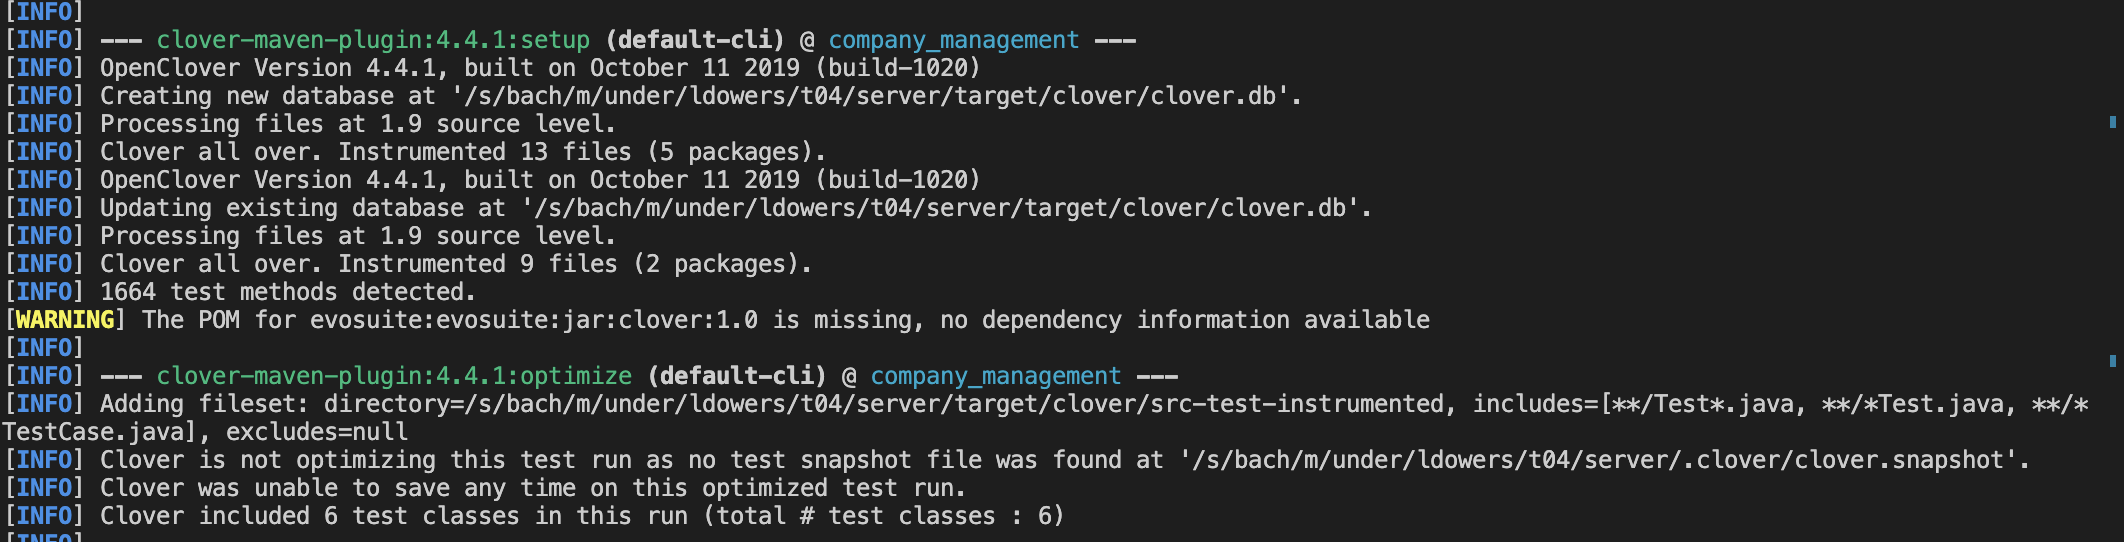 [INFO]
[INFO] --- clover-maven-plugin:4.4.1:setup (default-cli) @ company_management ---
[INFO] OpenClover Version 4.4.1, built on October 11 2019 (build-1020)
[INFO] Creating new database at '/s/bach/m/under/ldowers/t04/server/target/clover/clover.db'.
[INFO] Processing files at 1.9 source level.
[INFO] Clover all over. Instrumented 13 files (5 packages).
[INFO] OpenClover Version 4.4.1, built on October 11 2019 (build-1020)
[INFO] Updating existing database at '/s/bach/m/under/ldowers/t04/server/target/clover/clover.db'.
[INFO] Processing files at 1.9 source level.
[INFO] Clover all over. Instrumented 9 files (2 packages).
[INFO] 1664 test methods detected.
[WARNING] The POM for evosuite:evosuite:jar:clover:1.0 is missing, no dependency information available
[INFO]
[INFO] --- clover-maven-plugin:4.4.1:optimize (default-cli) @ company_management ---
[INFO] Adding fileset: directory=/s/bach/m/under/ldowers/t04/server/target/clover/src-test-instrumented, includes=[**/Test*.java, **/*Test.java, **/*
TestCase.java], excludes=null
[INFO] Clover is not optimizing this test run as no test snapshot file was found at '/s/bach/m/under/ldowers/t04/server/.clover/clover.snapshot'.
[INFO] Clover was unable to save any time on this optimized test run.
[INFO] Clover included 6 test classes in this run (total # test classes : 6)
[INFO]